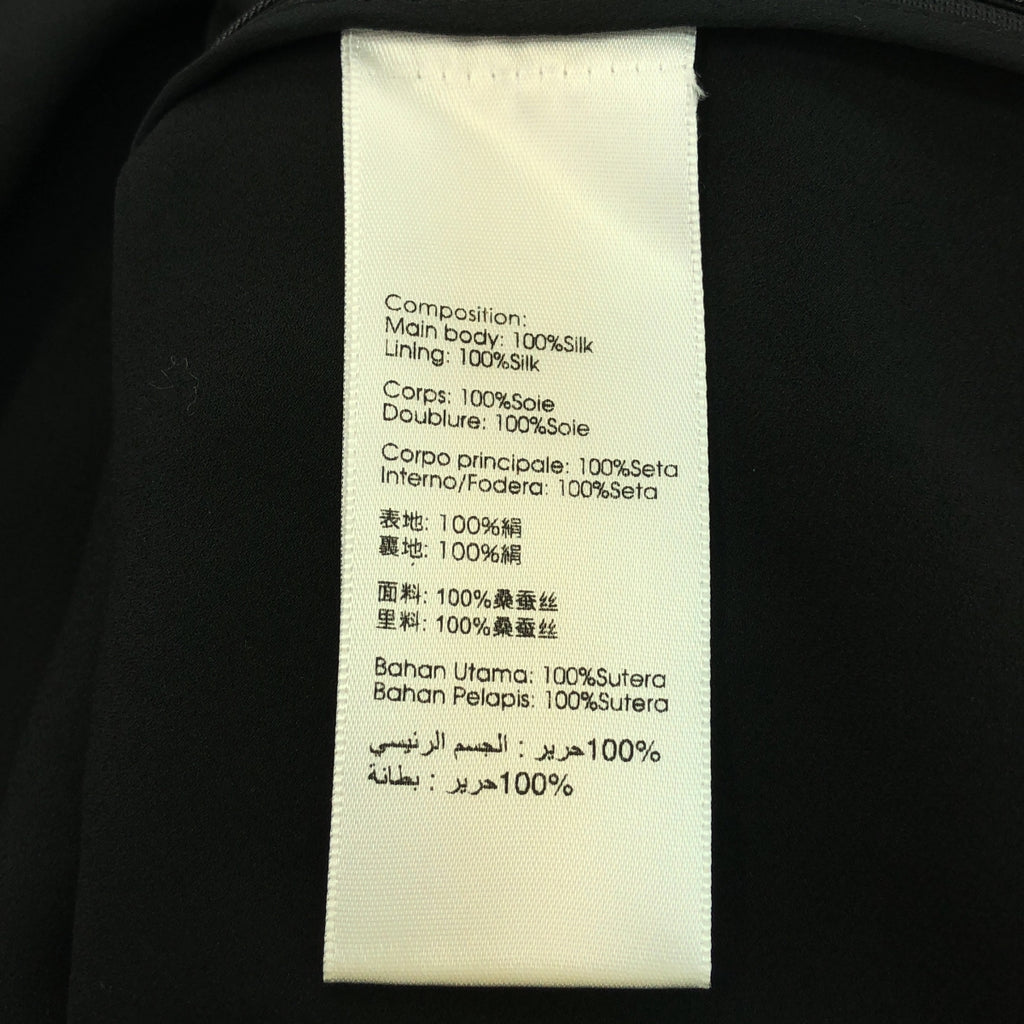 Composition:
Main body: 100%Silk
Lining: 100%Silk
Corps: 100%Soie
Doublure: 100%Soie
Corpo principale: 100%Seta
Interno/Fodera: 100%Seta
表地: 100%絹
裏地: 100%絹
面料: 100%桑蚕丝
里料: 100%桑蚕丝
Bahan Utama: 100%Sutera
Bahan Pelapis: 100%Sutera
100%حرير : الجسم الرئيسي
100%حرير : بطانة